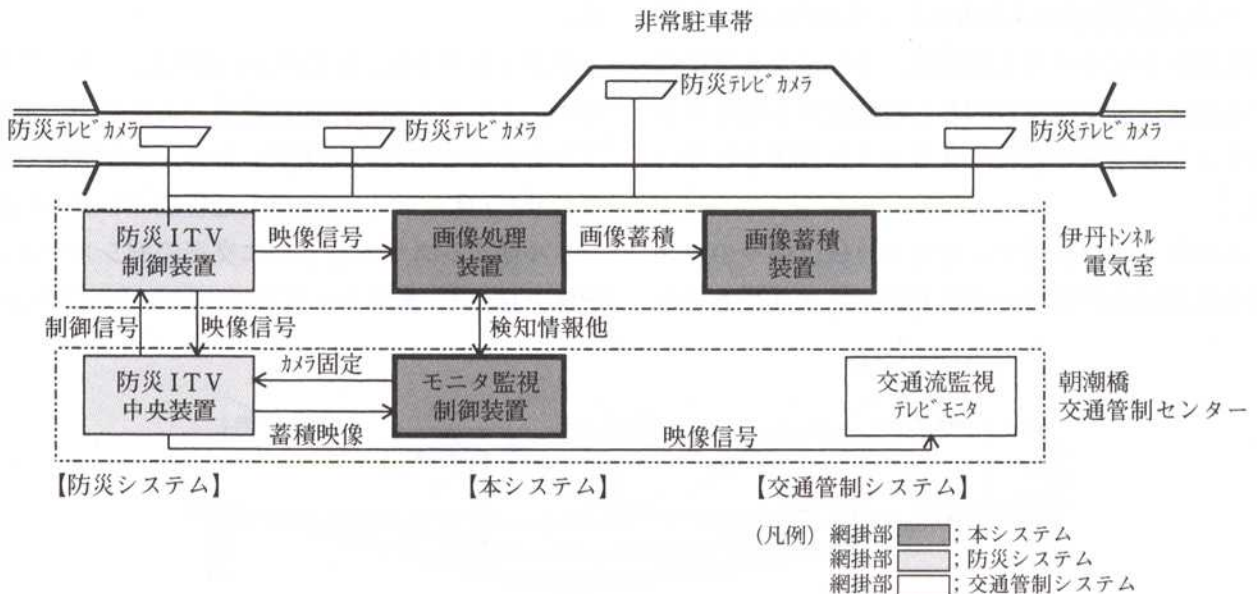 非常駐車帯
防災テレビカメラ
防災テレビカメラ
防災テレビカメラ
防災テレビカメラ
防災ITV
制御装置
映像信号
画像処理
装置
画像蓄積
画像蓄積
装置
伊丹トンネル
電気室
制御信号
映像信号
検知情報他
防災ITV
中央装置
カメラ固定
モニタ監視
制御装置
交通流監視
テレビモニタ
朝潮橋
交通管制センター
蓄積映像
映像信号
【防災システム】
【本システム】
【交通管制システム】
(凡例) 網掛部 ; 本システム
網掛部 ; 防災システム
網掛部 ; 交通管制システム